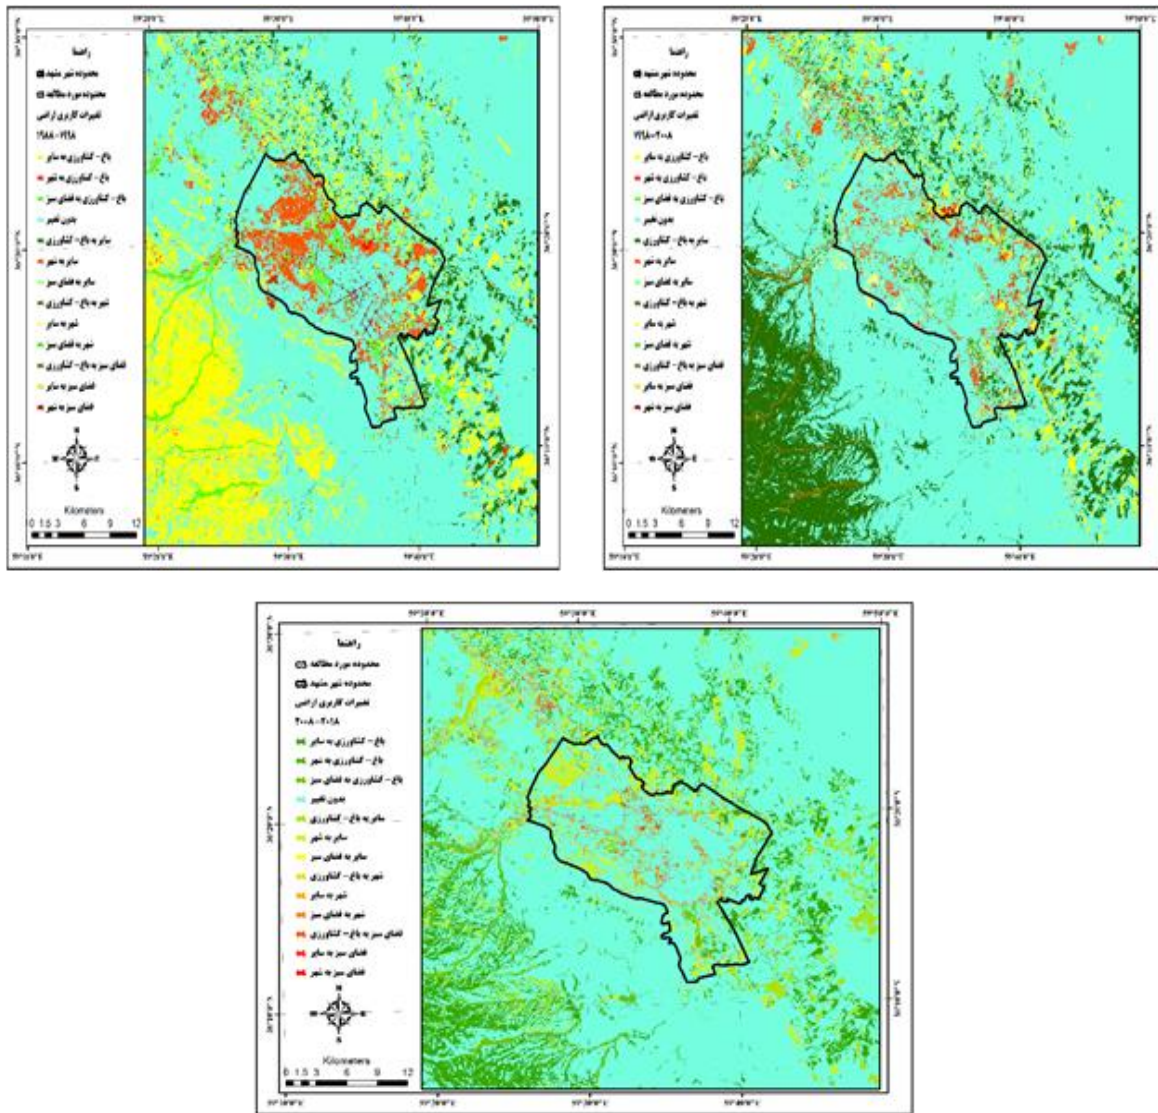 راهنما
محدوده شهر مشهد
محدوده مورد مطالعه
تغییرات کاربری اراضی
۱۹۸۸-۱۹۹۸
باغ - کشاورزی به سایر
باغ - کشاورزی به شهر
باغ - کشاورزی به فضای سبز
بدون تغییر
سایر به باغ - کشاورزی
سایر به شهر
سایر به فضای سبز
شهر به باغ - کشاورزی
شهر به سایر
شهر به فضای سبز
فضای سبز به باغ - کشاورزی
فضای سبز به سایر
فضای سبز به شهر
N
W E
S
Kilometers
0 1.5 3 6 9 12
راهنما
محدوده شهر مشهد
محدوده مورد مطالعه
تغییرات کاربری اراضی
۱۹۹۸-۲۰۰۸
باغ - کشاورزی به سایر
باغ - کشاورزی به شهر
باغ - کشاورزی به فضای سبز
بدون تغییر
سایر به باغ - کشاورزی
سایر به شهر
سایر به فضای سبز
شهر به باغ - کشاورزی
شهر به سایر
شهر به فضای سبز
فضای سبز به باغ - کشاورزی
فضای سبز به سایر
فضای سبز به شهر
N
W E
S
Kilometers
0 1.5 3 6 9 12
راهنما
محدوده مورد مطالعه
محدوده شهر مشهد
تغییرات کاربری اراضی
۲۰۰۸-۲۰۱۸
باغ - کشاورزی به سایر
باغ - کشاورزی به شهر
باغ - کشاورزی به فضای سبز
بدون تغییر
سایر به باغ - کشاورزی
سایر به شهر
سایر به فضای سبز
شهر به باغ - کشاورزی
شهر به سایر
شهر به فضای سبز
فضای سبز به باغ - کشاورزی
فضای سبز به سایر
فضای سبز به شهر
N
S
Kilometers
0 1.5 3 6 9 12